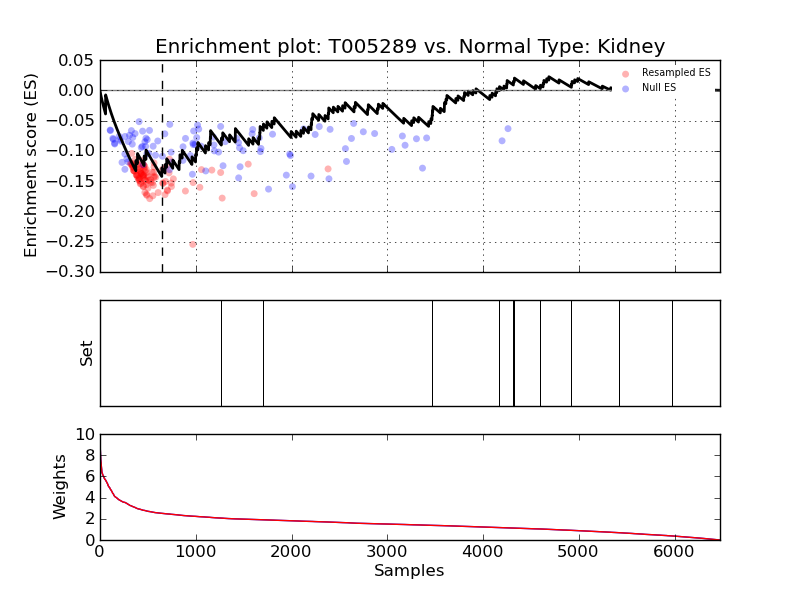 Enrichment plot: T005289 vs. Normal Type: Kidney
0.05
0.00
−0.05
−0.10
−0.15
−0.20
−0.25
−0.30
Enrichment score (ES)
Resampled ES
Null ES
Set
10
8
6
4
2
0
Weights
0 1000 2000 3000 4000 5000 6000
Samples